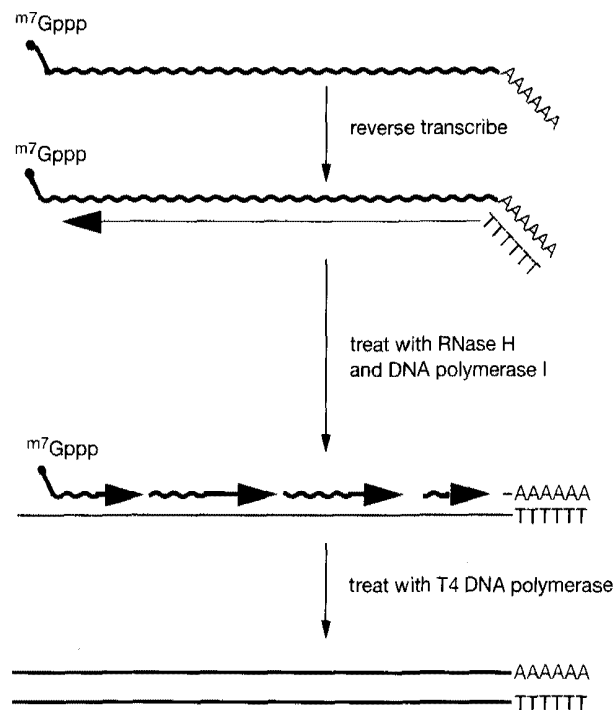 m7Gppp
AAAAAA
reverse transcribe
m7Gppp
AAAAAA
TTTTTT
treat with RNase H
and DNA polymerase I
m7Gppp
AAAAAA
TTTTTT
treat with T4 DNA polymerase
AAAAAA
TTTTTT